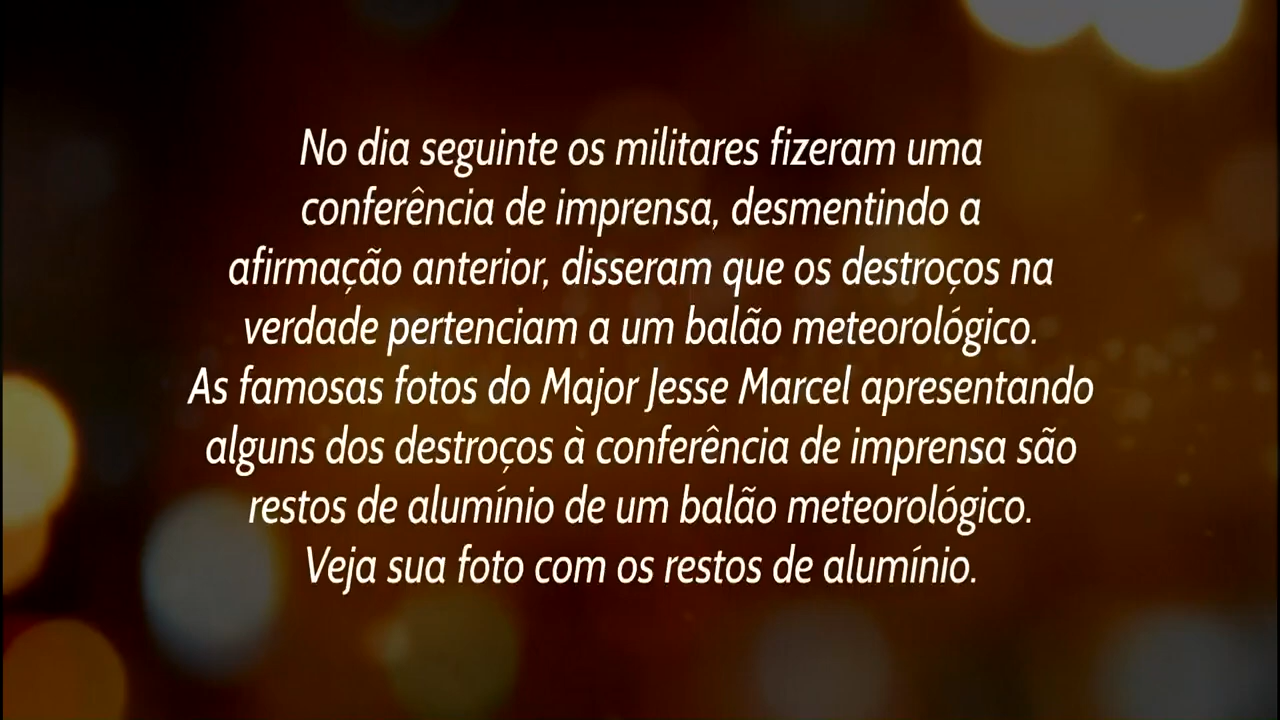 No dia seguinte os militares fizeram uma
conferência de imprensa, desmentindo a
afirmação anterior, disseram que os destroços na
verdade pertenciam a um balão meteorológico.
As famosas fotos do Major Jesse Marcel apresentando
alguns dos destroços à conferência de imprensa são
restos de alumínio de um balão meteorológico.
Veja sua foto com os restos de alumínio.